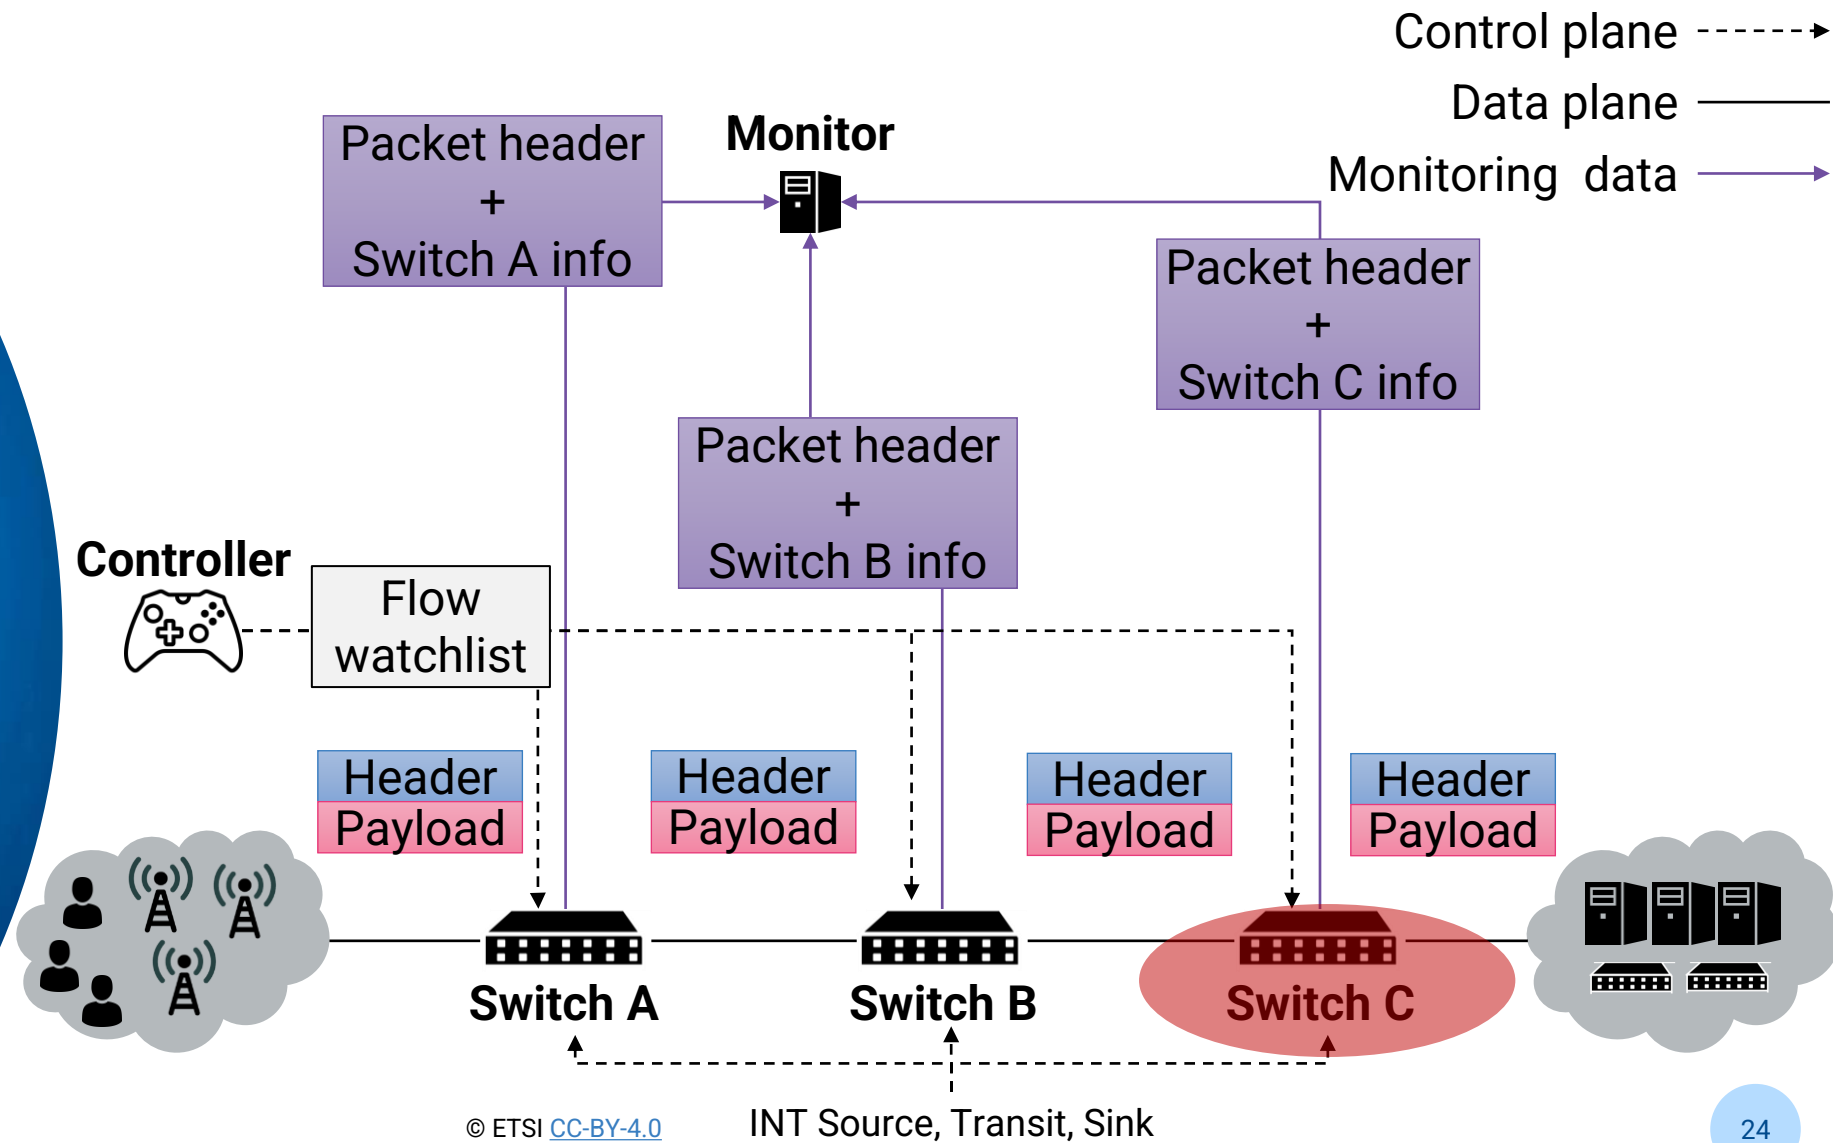 Control plane
Data plane
Monitoring data
Monitor
Packet header
+
Switch A info
Packet header
+
Switch C info
Packet header
+
Switch B info
Controller
Flow
watchlist
Header
Payload
Header
Payload
Header
Payload
Header
Payload
Switch A
Switch B
Switch C
INT Source, Transit, Sink
© ETSI CC-BY-4.0
24